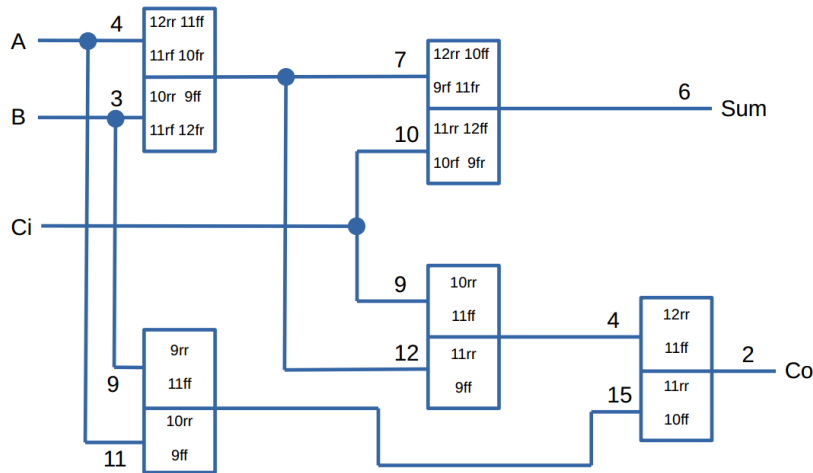 A 4 12rr 11ff
11rf 10fr
B 3 10rr 9ff
11rf 12fr
7 12rr 10ff
9rf 11fr
10 11rr 12ff
10rf 9fr
6 Sum
Ci
9 10rr
11ff
12 11rr
9ff
9 9rr
11ff
11 10rr
9ff
4 12rr
11ff
15 11rr
10ff
2 Co